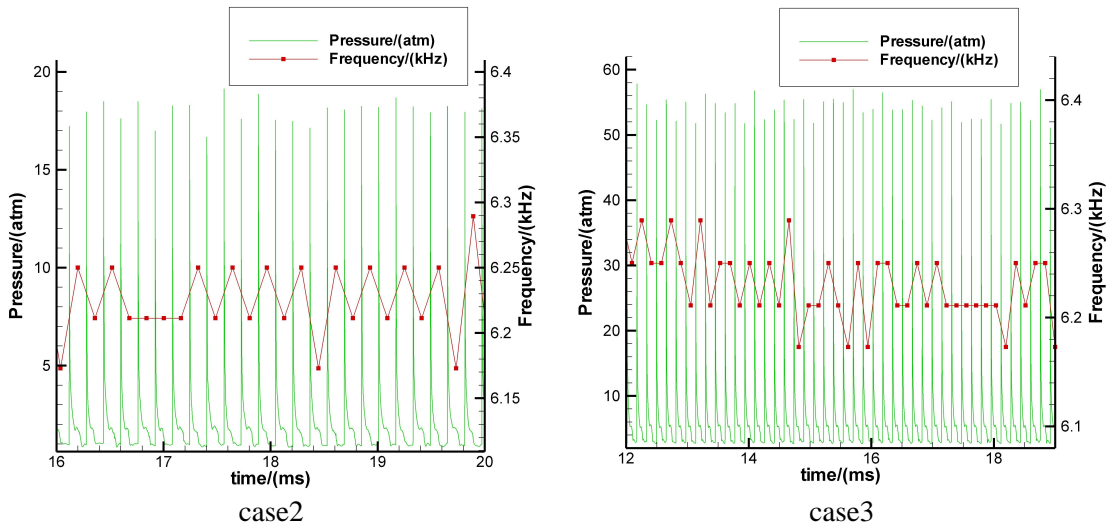 Pressure/(atm)
Frequency/(kHz)
20
15
10
5
Pressure/(atm)
6.4
6.35
6.3
6.25
6.2
6.15
Frequency/(kHz)
16
17
18
19
20
time/(ms)
case2
Pressure/(atm)
Frequency/(kHz)
60
50
40
30
20
10
Pressure/(atm)
6.4
6.3
6.2
6.1
Frequency/(kHz)
12
14
16
18
time/(ms)
case3